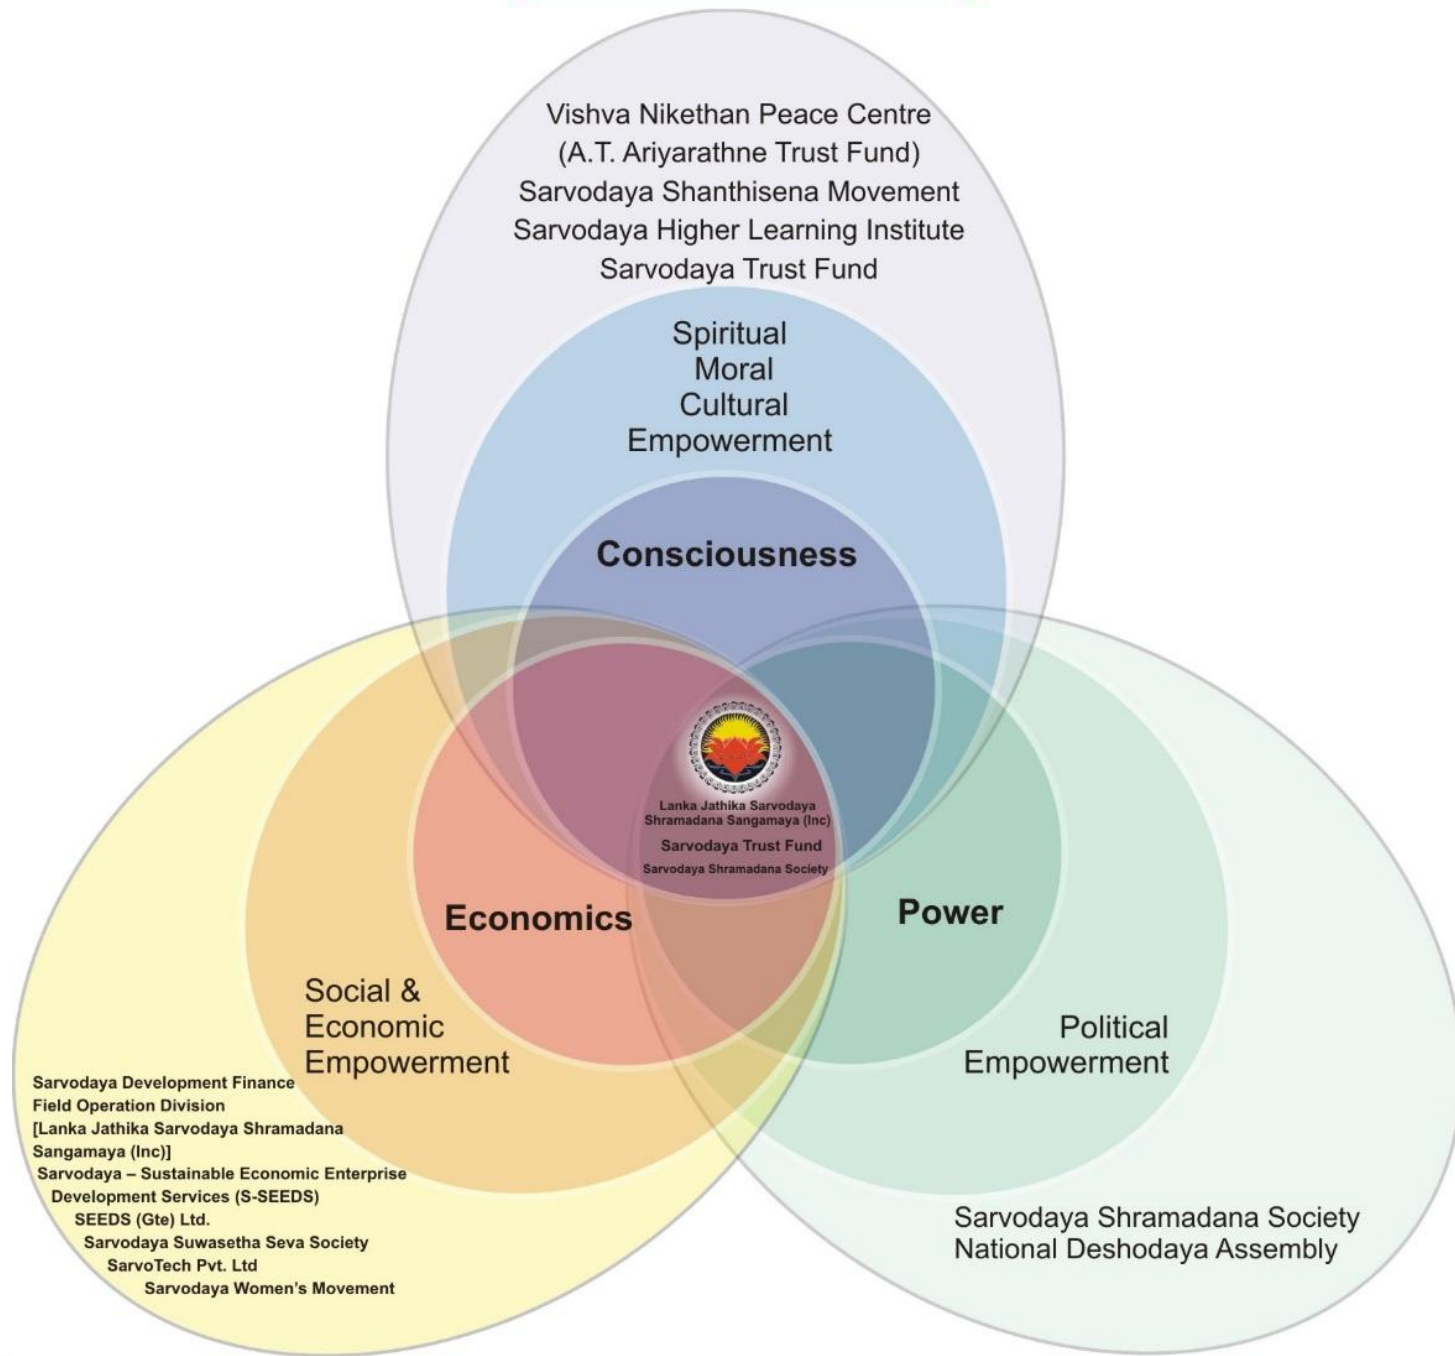 Vishva Nikethan Peace Centre
(A.T. Ariyarathne Trust Fund)
Sarvodaya Shanthisena Movement
Sarvodaya Higher Learning Institute
Sarvodaya Trust Fund
Spiritual
Moral
Cultural
Empowerment
Consciousness
Lanka Jathika Sarvodaya
Shramadana Sangamaya (Inc)
Sarvodaya Trust Fund
Sarvodaya Shramadana Society
Economics
Social &
Economic
Empowerment
Sarvodaya Development Finance
Field Operation Division
[Lanka Jathika Sarvodaya Shramadana
Sangamaya (Inc)]
Sarvodaya – Sustainable Economic Enterprise
Development Services (S-SEEDS)
SEEDS (Gte) Ltd.
Sarvodaya Suwasetha Seva Society
SarvoTech Pvt. Ltd
Sarvodaya Women’s Movement
Power
Political
Empowerment
Sarvodaya Shramadana Society
National Deshodaya Assembly